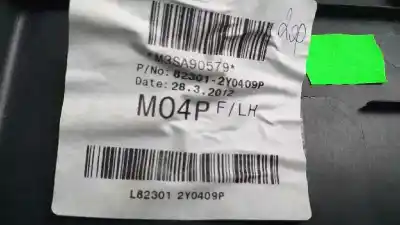 *M3SA90579*
P/No: 82301-2Y0409P
Date: 28.3.2012
M04P F/LH
L82301 2Y0409P